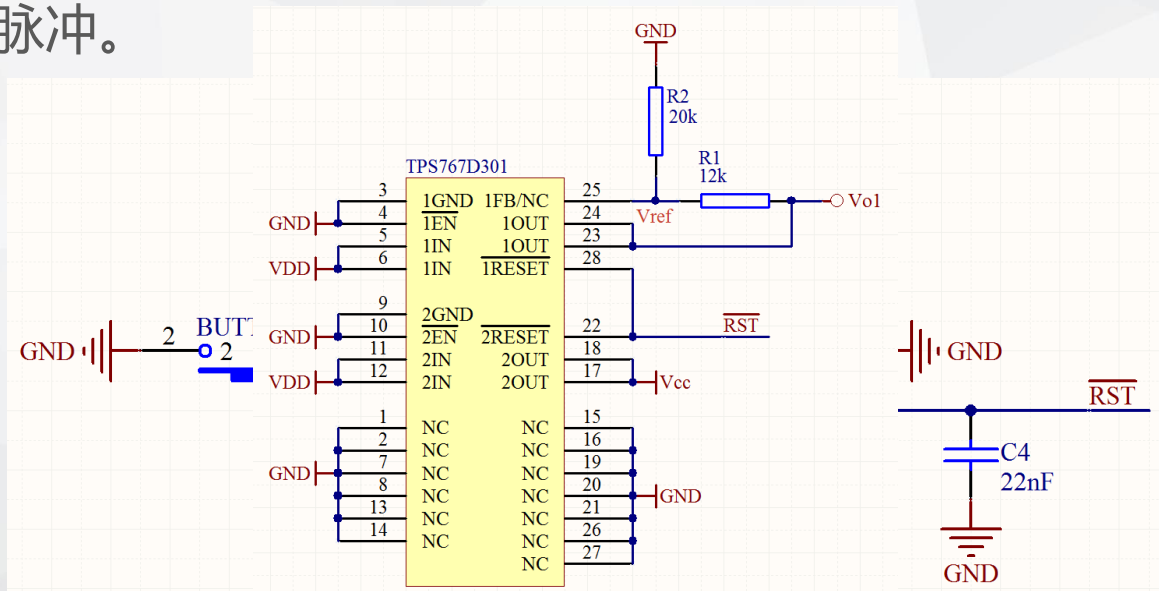 脉冲。
GND
R2
20k
R1
12k
TPS767D301
3 1GND 1FB/NC 25
Vref
Vo1
GND
4 1EN 1OUT 24
5 1IN 1OUT 23
VDD
6 1IN 1RESET 28
9 2GND
GND
10 2EN 2RESET 22
RST
11 2IN 2OUT 18
VDD
12 2IN 2OUT 17
Vcc
1 NC NC 15
2 NC NC 16
GND
7 NC NC 19
8 NC NC 20
GND
13 NC NC 21
14 NC NC 26
NC 27
GND
2
BUT
2
GND
RST
C4
22nF
GND